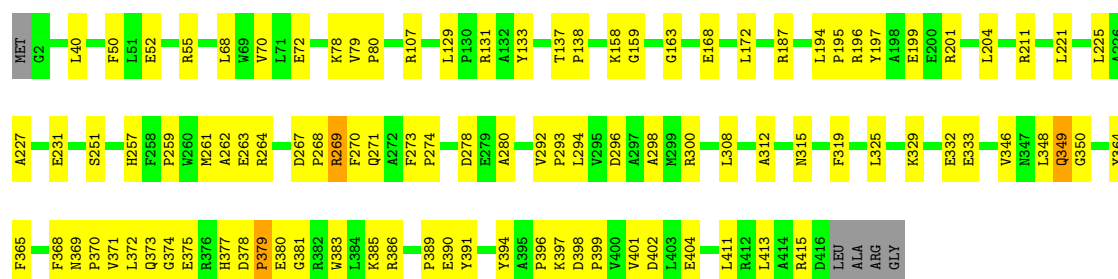 MET G2 L40 F50 L51 E52 R55 L68 W69 V70 L71 E72 K78 V79 P80 R107 L129 P130 R131 A132 Y133 T137 P138 K158 G159 G163 E168 L172 R187 L194 P195 R196 Y197 A198 E199 E200 R201 L204 R211 L221 L225 A226
A227 E231 S251 H257 F258 P259 W260 M261 A262 E263 R264 D267 P268 R269 F270 Q271 A272 P273 P274 D278 E279 A280 V292 P293 L294 V295 D296 A297 A298 M299 R300 L308 A312 N315 F319 L325 K329 E332 E333 V346 N347 L348 Q349 G350
F365 F368 N369 P370 V371 L372 Q373 G374 E375 R376 H377 D378 P379 E380 G381 R382 W383 L384 K385 R386 P389 E390 Y391 Y394 A395 P396 K397 D398 P399 V400 V401 D402 L403 E404 L411 R412 L413 A414 R415 D416 LEU ALA ARG GLY